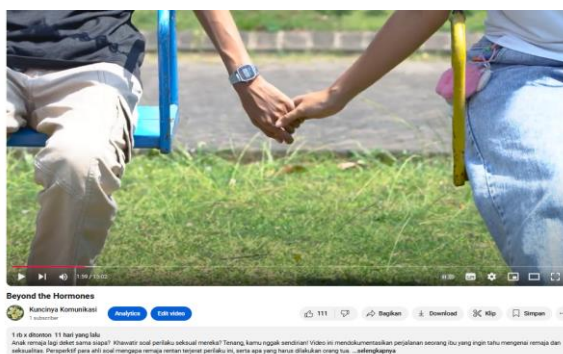 1:59 / 15:03
Beyond the Hormones
Kuncinya Komunikasi
1 subscriber
Analytics
Edit video
111
Bagikan
Download
Klip
Simpan
1 rb x ditonton 11 hari yang lalu
Anak remaja lagi deket sama siapa? Khawatir soal perilaku seksual mereka? Tenang, kamu nggak sendirian! Video ini mendokumentasikan perjalanan seorang ibu yang ingin tahu mengenai remaja dan
seksualitas. Perspektif para ahli soal mengapa remaja rentan terjerat perilaku ini, serta apa yang harus dilakukan orang tua. ...selengkapnya